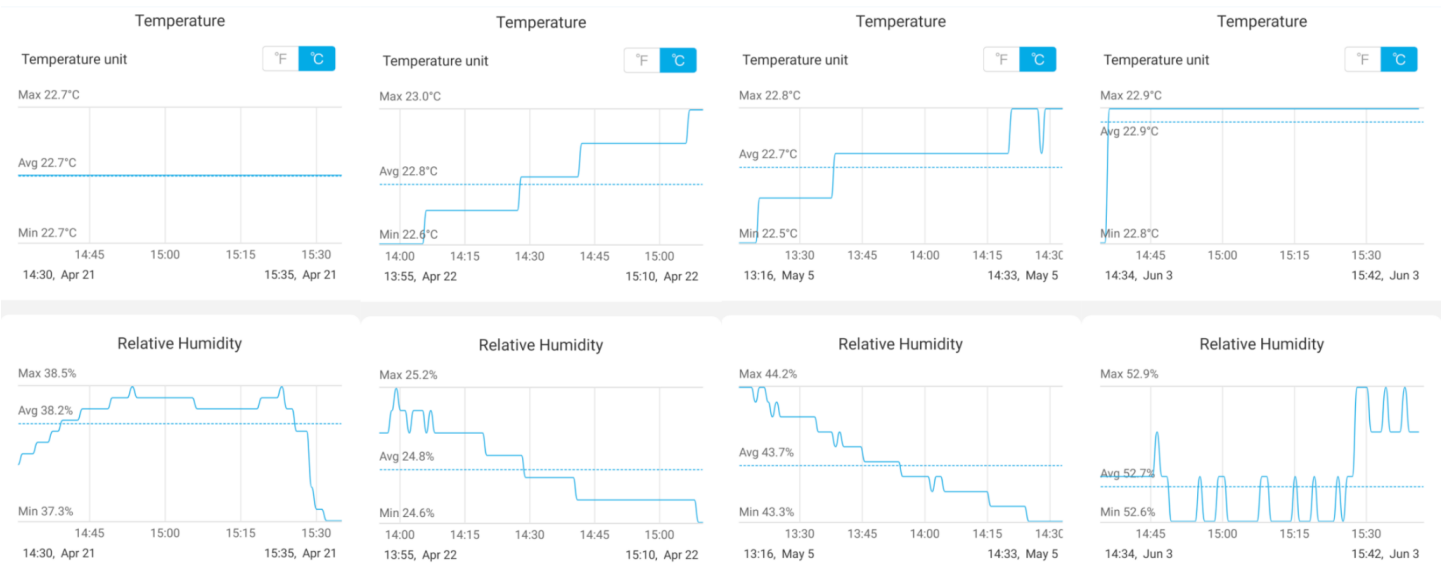 Temperature
Temperature unit °F °C
Max 22.7°C
Avg 22.7°C
Min 22.7°C
14:45 15:00 15:15 15:30
14:30, Apr 21 15:35, Apr 21
Temperature
Temperature unit °F °C
Max 23.0°C
Avg 22.8°C
Min 22.6°C
14:00 14:15 14:30 14:45 15:00
13:55, Apr 22 15:10, Apr 22
Temperature
Temperature unit °F °C
Max 22.8°C
Avg 22.7°C
Min 22.5°C
13:30 13:45 14:00 14:15 14:30
13:16, May 5 14:33, May 5
Temperature
Temperature unit °F °C
Max 22.9°C
Avg 22.9°C
Min 22.8°C
14:45 15:00 15:15 15:30
14:34, Jun 3 15:42, Jun 3
Relative Humidity
Max 38.5%
Avg 38.2%
Min 37.3%
14:45 15:00 15:15 15:30
14:30, Apr 21 15:35, Apr 21
Relative Humidity
Max 25.2%
Avg 24.8%
Min 24.6%
14:00 14:15 14:30 14:45 15:00
13:55, Apr 22 15:10, Apr 22
Relative Humidity
Max 44.2%
Avg 43.7%
Min 43.3%
13:30 13:45 14:00 14:15 14:30
13:16, May 5 14:33, May 5
Relative Humidity
Max 52.9%
Avg 52.7%
Min 52.6%
14:45 15:00 15:15 15:30
14:34, Jun 3 15:42, Jun 3